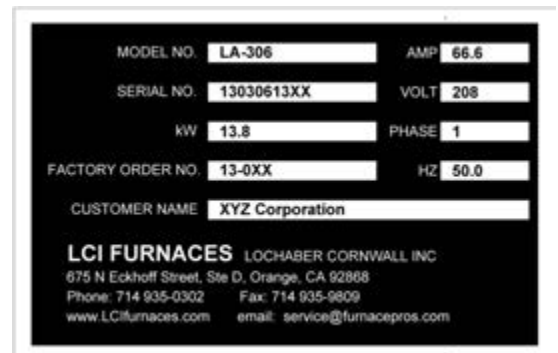 MODEL NO. LA-306 AMP 66.6
SERIAL NO. 13030613XX VOLT 208
kW 13.8 PHASE 1
FACTORY ORDER NO. 13-0XX HZ 50.0
CUSTOMER NAME XYZ Corporation
LCI FURNACES LOCHABER CORNWALL INC
675 N Eckhoff Street, Ste D, Orange, CA 92868
Phone: 714 935-0302 Fax: 714 935-9809
www.LCIfurnaces.com email: service@furnacepros.com